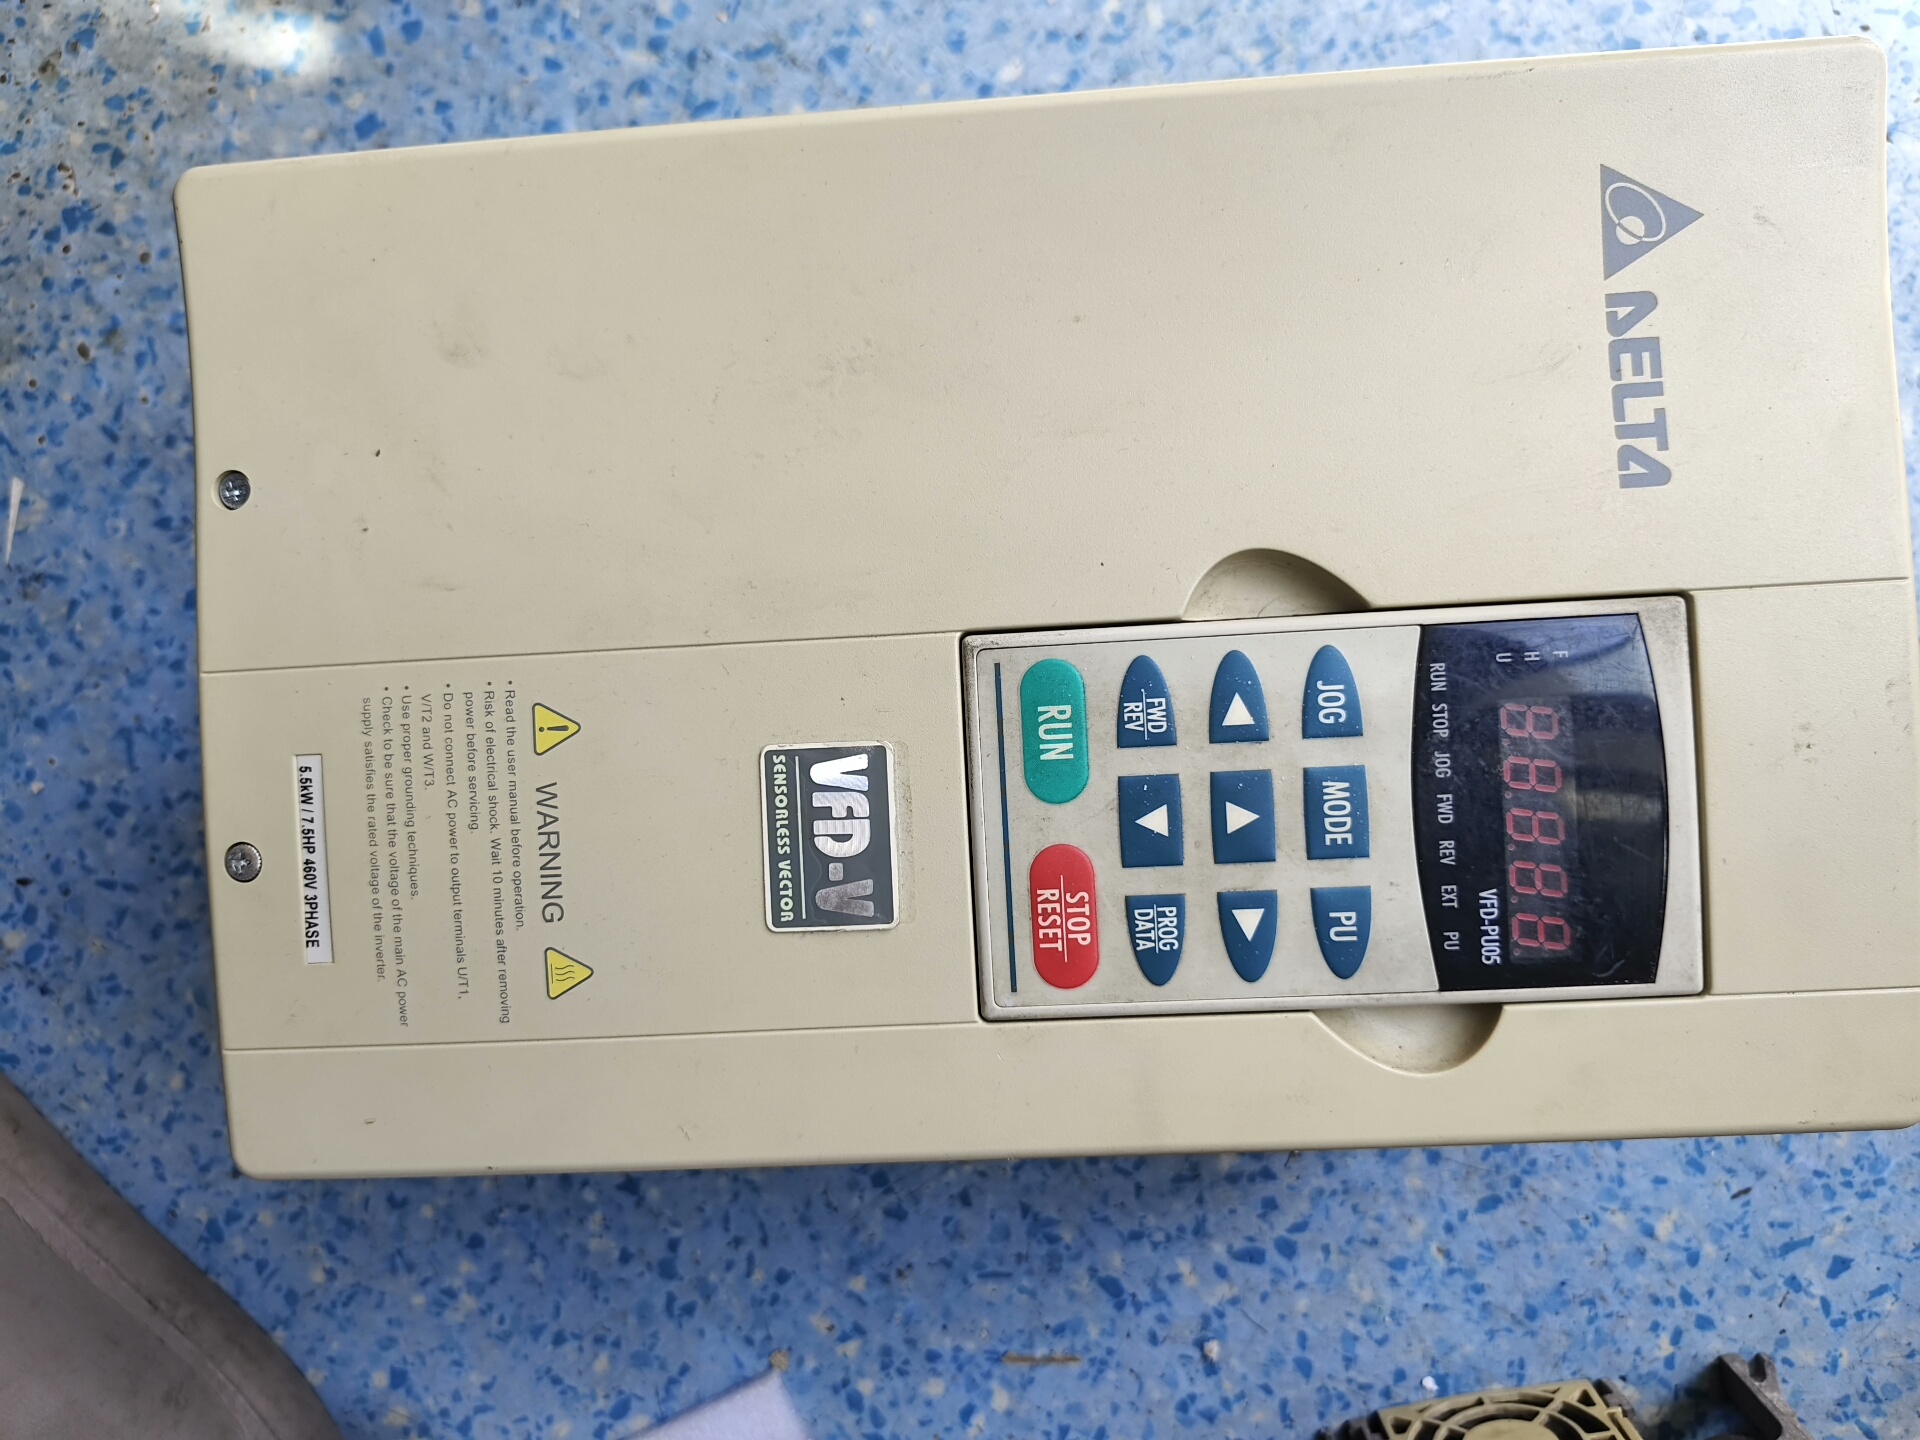 DELTA
F
H
U
8.8.8.8.8.
VFD-PU05
RUN STOP JOG FWD REV EXT PU
JOG MODE PU
FWD
REV
PROG
DATA
RUN
STOP
RESET
VFD-V
SENSORLESS VECTOR
WARNING
• Read the user manual before operation.
• Risk of electrical shock. Wait 10 minutes after removing
power before servicing.
• Do not connect AC power to output terminals U/T1,
V/T2 and W/T3.
• Use proper grounding techniques.
• Check to be sure that the voltage of the main AC power
supply satisfies the rated voltage of the inverter.
5.5kW / 7.5HP 460V 3PHASE